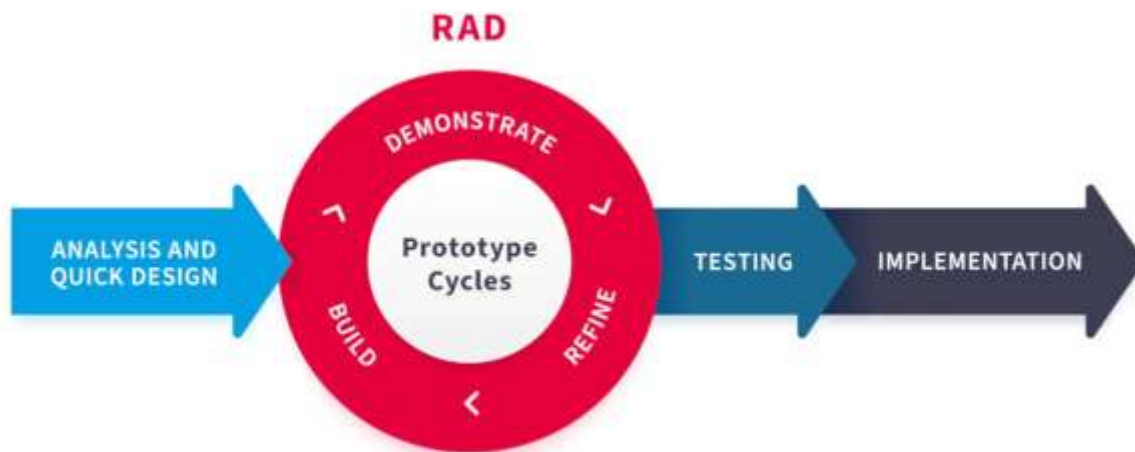 RAD
ANALYSIS AND
QUICK DESIGN
DEMONSTRATE
Prototype
Cycles
BUILD
REFINE
TESTING
IMPLEMENTATION